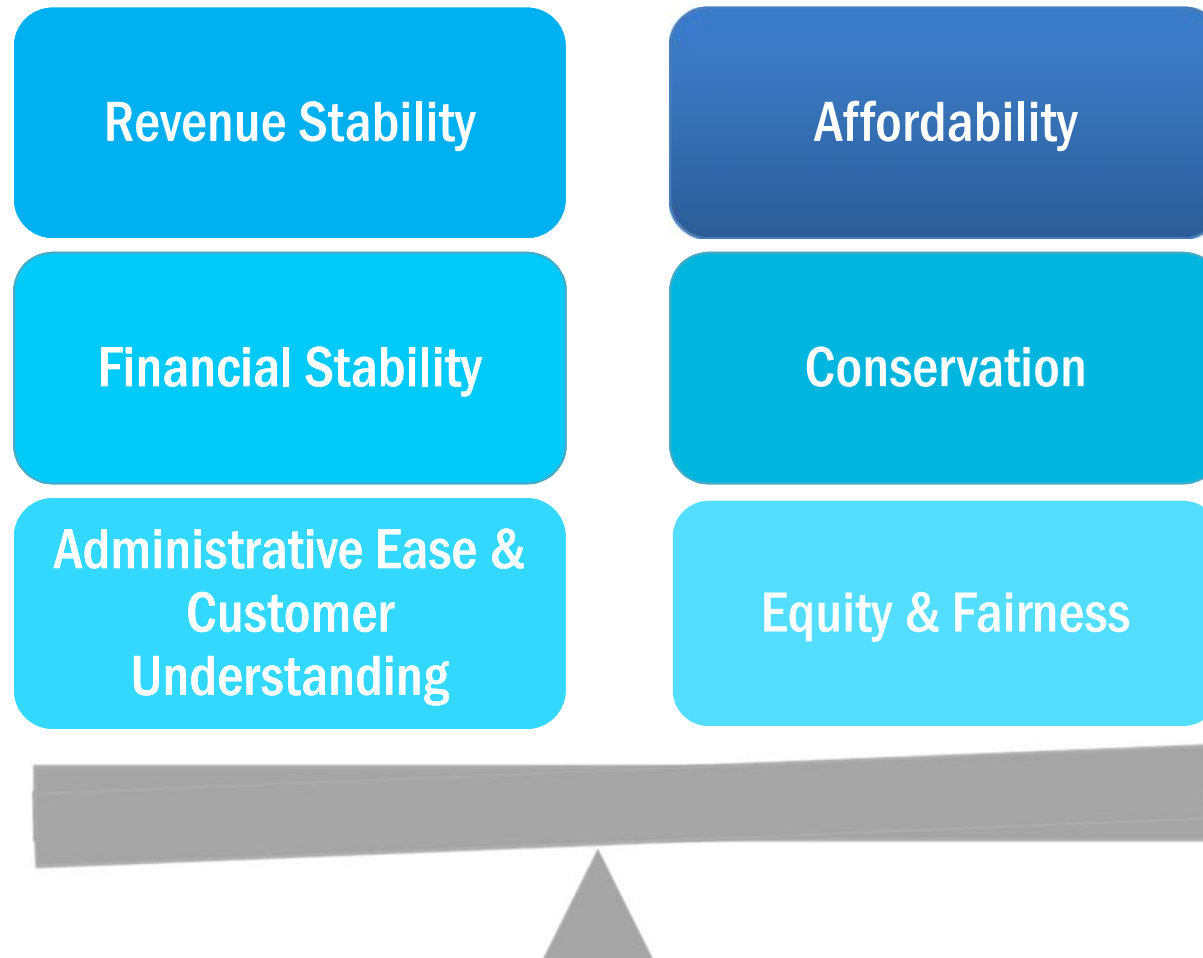 Revenue Stability
Affordability
Financial Stability
Conservation
Administrative Ease &
Customer
Understanding
Equity & Fairness